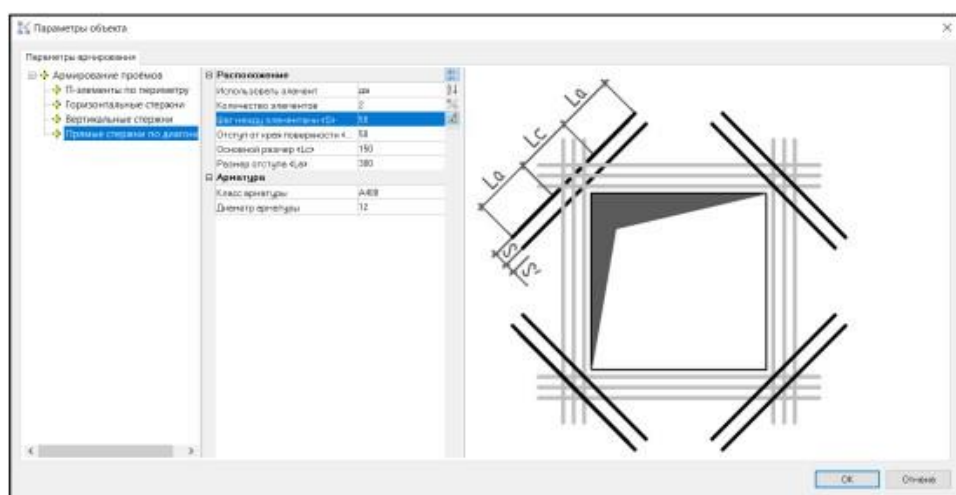 Параметры объекта
Параметры армирования
Армирование проёмов
П-элементы по периметру
Горизонтальные стержни
Вертикальные стержни
Прямые стержни по диагон
Расположение
Использовать элемент да
Количество элементов 2
Шаг между элементами <S> 50
Отступ от края поверхности <... 50
Основной размер <Lc> 150
Размер отступа <La> 300
Арматура
Класс арматуры A400
Диаметр арматуры 12
La
Lc
La
S
S'
OK
Отмена